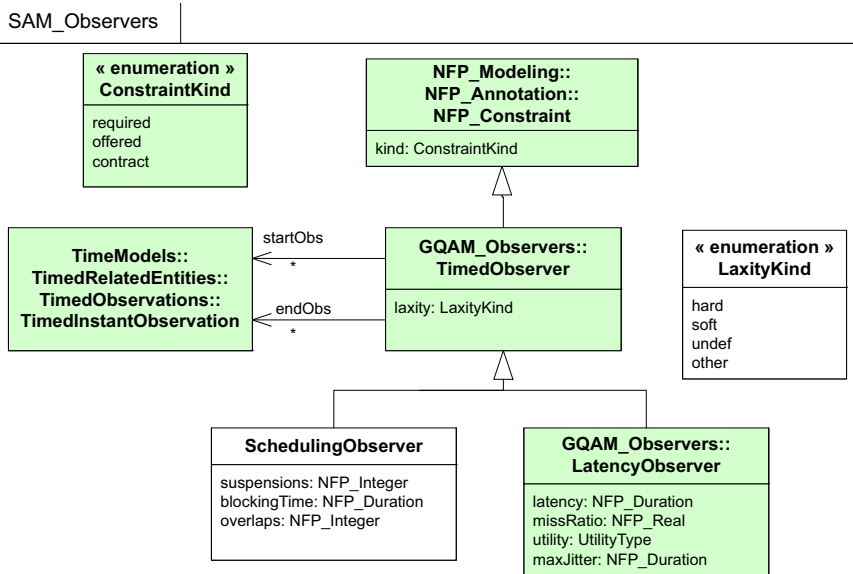 SAM_Observers
« enumeration »
ConstraintKind
required
offered
contract
NFP_Modeling::
NFP_Annotation::
NFP_Constraint
kind: ConstraintKind
TimeModels::
TimedRelatedEntities::
TimedObservations::
TimedInstantObservation
startObs
*
endObs
*
GQAM_Observers::
TimedObserver
laxity: LaxityKind
« enumeration »
LaxityKind
hard
soft
undef
other
SchedulingObserver
suspensions: NFP_Integer
blockingTime: NFP_Duration
overlaps: NFP_Integer
GQAM_Observers::
LatencyObserver
latency: NFP_Duration
missRatio: NFP_Real
utility: UtilityType
maxJitter: NFP_Duration